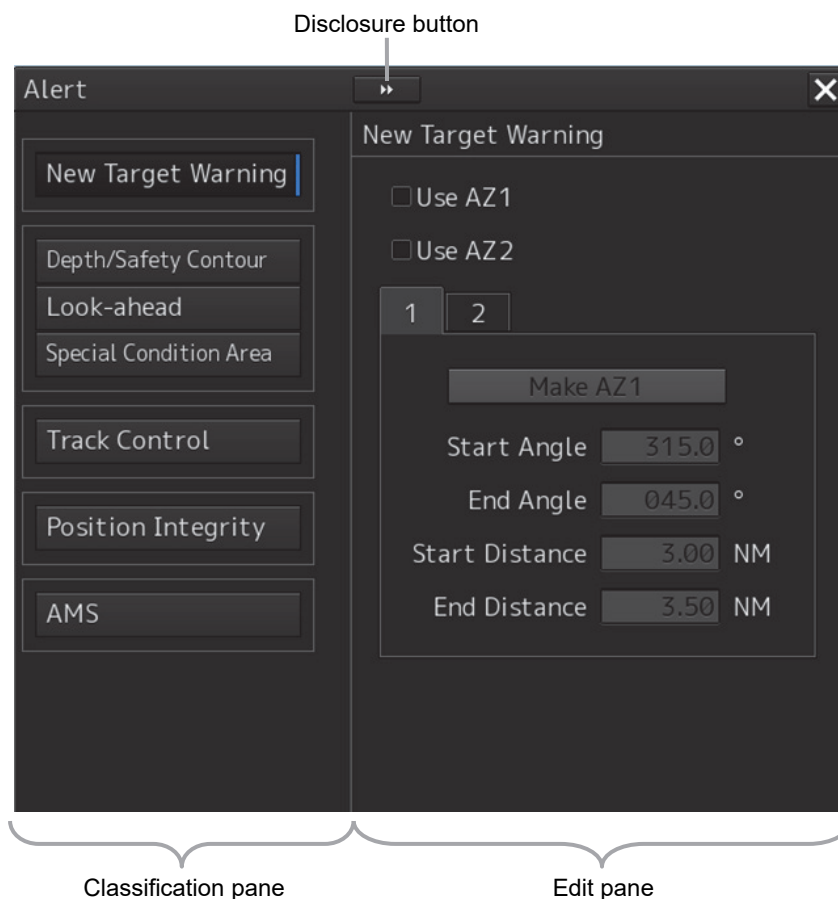 Disclosure button
Alert
New Target Warning
Depth/Safety Contour
Look-ahead
Special Condition Area
Track Control
Position Integrity
AMS
New Target Warning
Use AZ1
Use AZ2
1 2
Make AZ1
Start Angle 315.0 °
End Angle 045.0 °
Start Distance 3.00 NM
End Distance 3.50 NM
Classification pane
Edit pane